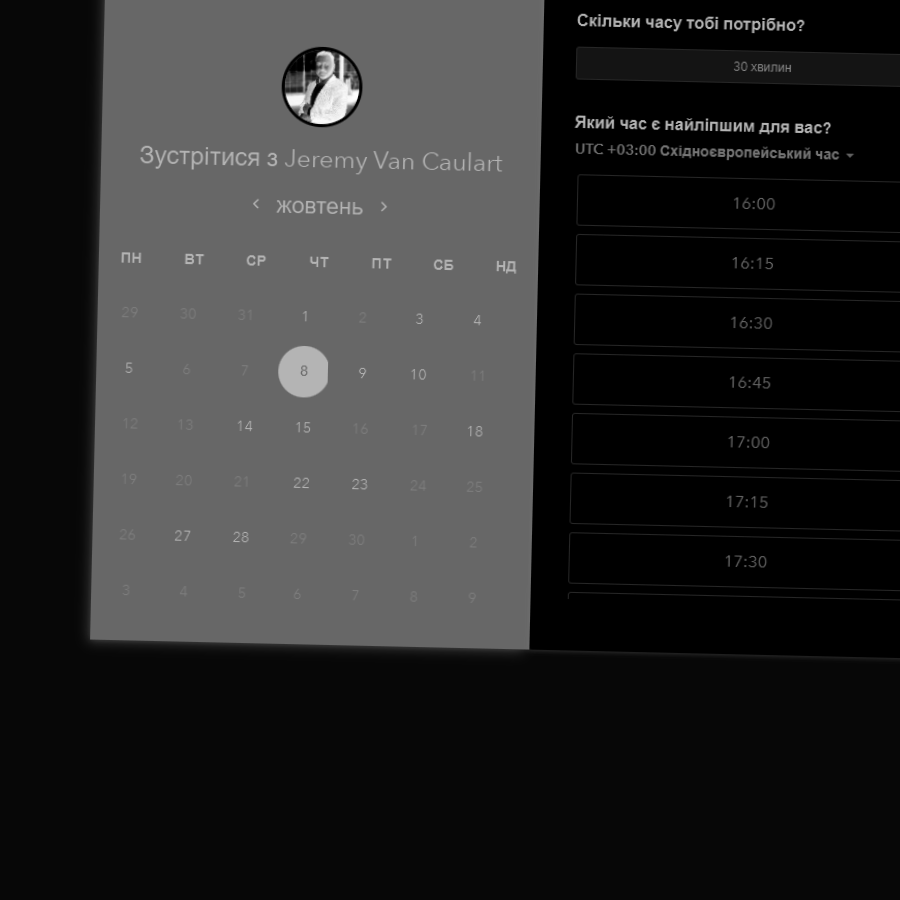 Зустрітися з Jeremy Van Caulart
‹ жовтень ›
ПН ВТ СР ЧТ ПТ СБ НД
29 30 31 1 2 3 4
5 6 7 8 9 10 11
12 13 14 15 16 17 18
19 20 21 22 23 24 25
26 27 28 29 30 1 2
3 4 5 6 7 8 9
Скільки часу тобі потрібно?
30 хвилин
Який час є найліпшим для вас?
UTC +03:00 Східноєвропейський час
16:00
16:15
16:30
16:45
17:00
17:15
17:30